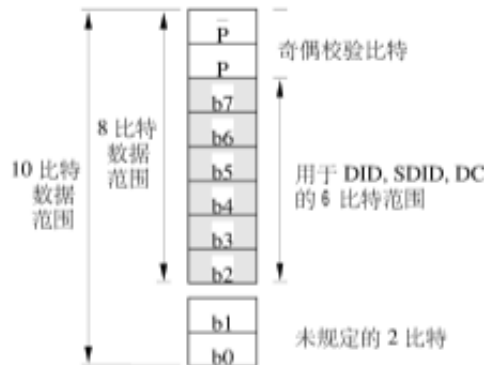 P̅
奇偶校验比特
P
b7
8 比特
数据
范围
b6
10 比特
数据
范围
b5
用于 DID, SDID, DC
的 6 比特范围
b4
b3
b2
b1
未规定的 2 比特
b0